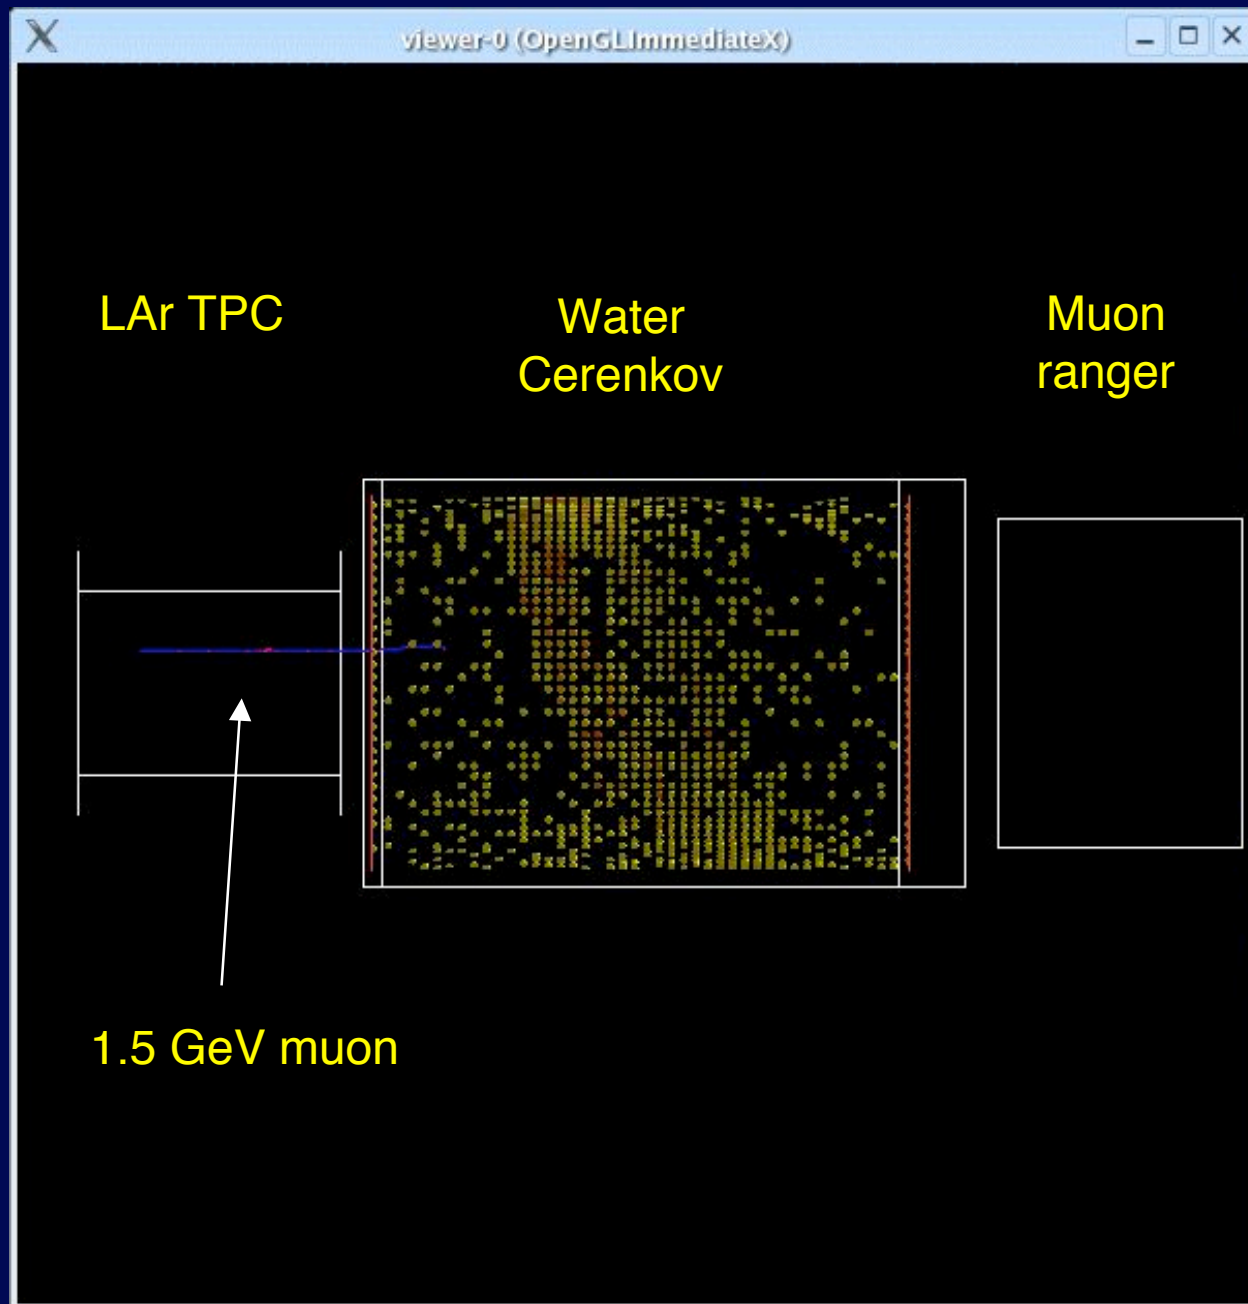 viewer-0 (OpenGLImmediateX)
LAr TPC
Water
Cerenkov
Muon
ranger
1.5 GeV muon